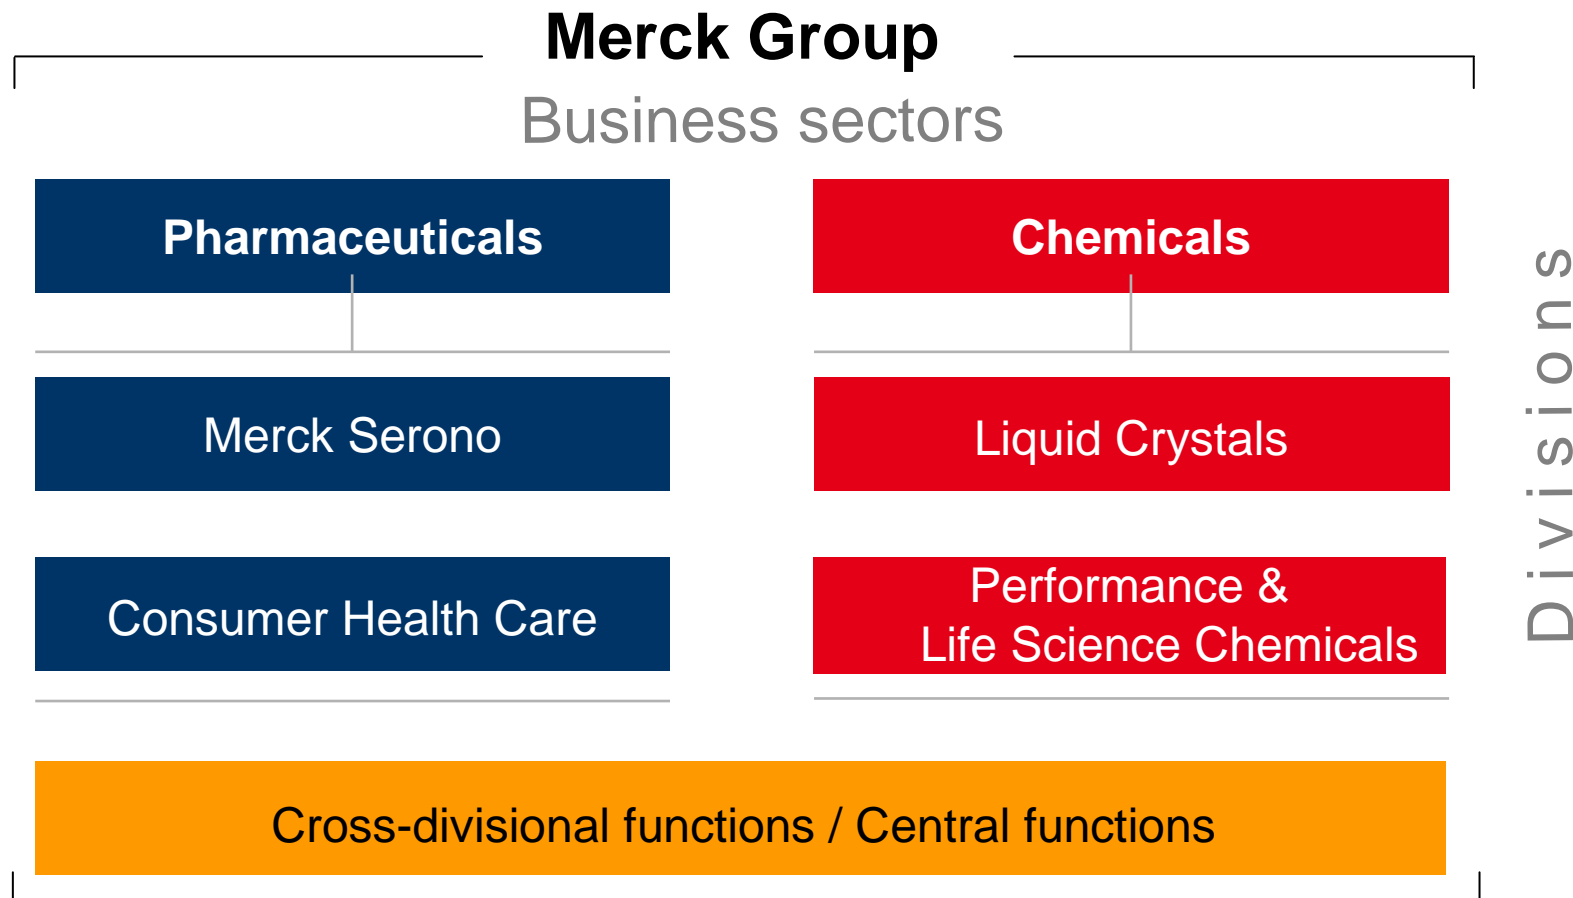 Merck Group
Business sectors
Pharmaceuticals
Chemicals
Merck Serono
Liquid Crystals
Consumer Health Care
Performance &
Life Science Chemicals
Cross-divisional functions / Central functions
Divisions